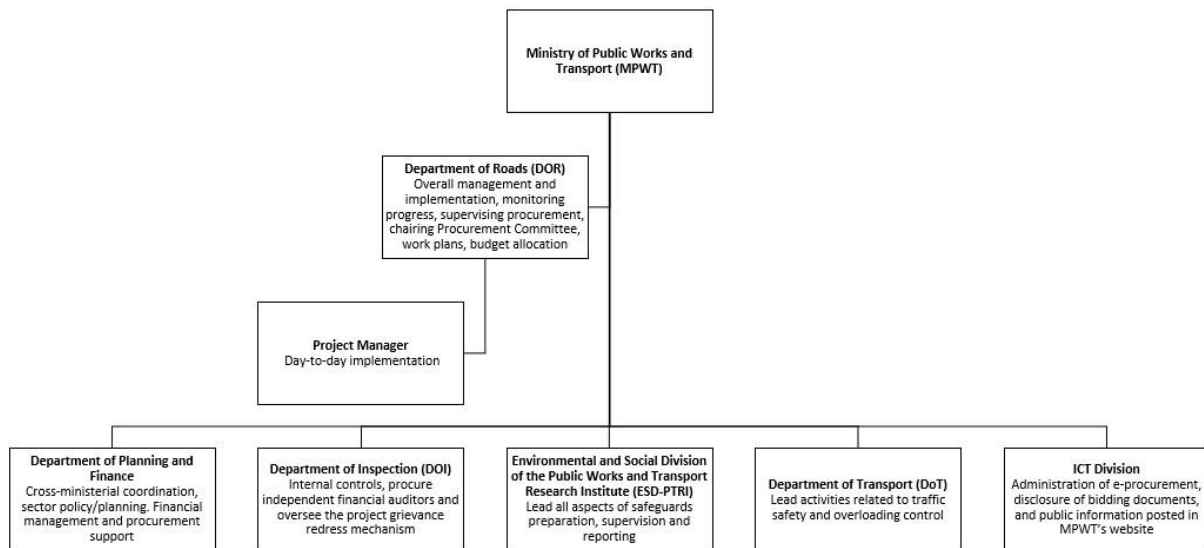 Ministry of Public Works and
Transport (MPWT)
Department of Roads (DOR)
Overall management and
implementation, monitoring
progress, supervising procurement,
chairing Procurement Committee,
work plans, budget allocation
Project Manager
Day-to-day implementation
Department of Planning and
Finance
Cross-ministerial coordination,
sector policy/planning. Financial
management and procurement
support
Department of Inspection (DOI)
Internal controls, procure
independent financial auditors and
oversee the project grievance
redress mechanism
Environmental and Social Division
of the Public Works and Transport
Research Institute (ESD-PTRI)
Lead all aspects of safeguards
preparation, supervision and
reporting
Department of Transport (DoT)
Lead activities related to traffic
safety and overloading control
ICT Division
Administration of e-procurement,
disclosure of bidding documents,
and public information posted in
MPWT's website